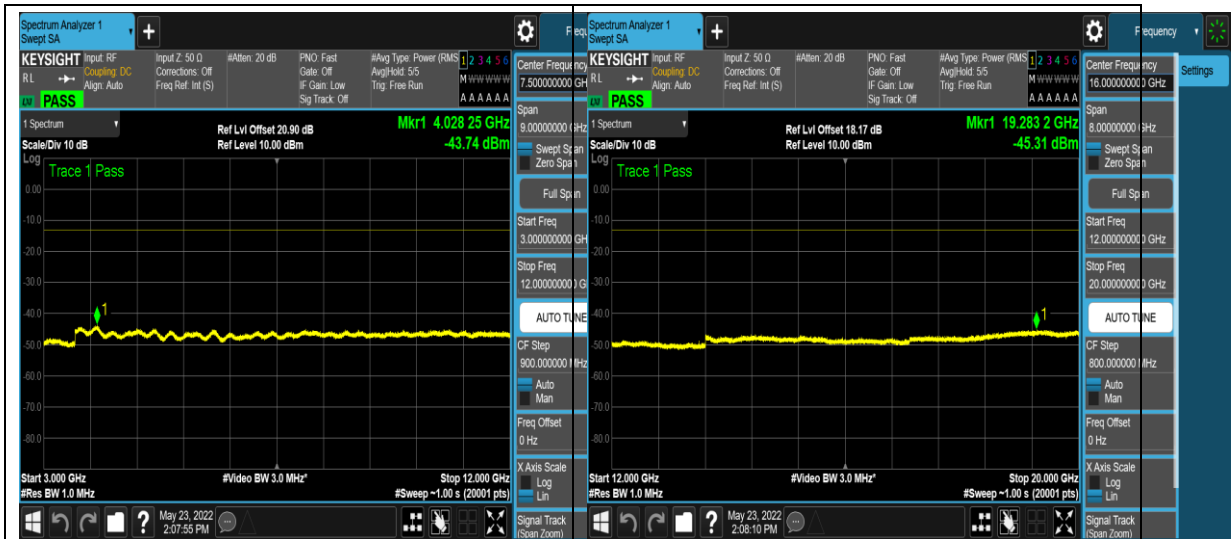 Spectrum Analyzer 1
Swept SA
+
KEYSIGHT
RL
PASS
Input: RF
Coupling: DC
Align: Auto
Input Z: 50 Ω
Corrections: Off
Freq Ref: Int (S)
#Atten: 20 dB
PNO: Fast
Gate: Off
IF Gain: Low
Sig Track: Off
#Avg Type: Power (RMS
Avg|Hold: 5/5
Trig: Free Run
1 2 3 4 5 6
M W W W W W
A A A A A A
1 Spectrum
Scale/Div 10 dB
Log
Ref Lvl Offset 20.90 dB
Ref Level 10.00 dBm
Mkr1 4.028 25 GHz
-43.74 dBm
Trace 1 Pass
0.00
-10.0
-20.0
-30.0
-40.0
-50.0
-60.0
-70.0
-80.0
1
Start 3.000 GHz
#Res BW 1.0 MHz
#Video BW 3.0 MHz*
Stop 12.000 GHz
#Sweep ~1.00 s (20001 pts)
?
May 23, 2022
2:07:55 PM
Frequ
Center Frequency
7.500000000 GH
Span
9.00000000 GHz
Swept Span
Zero Span
Full Span
Start Freq
3.000000000 GH
Stop Freq
12.000000000 G
AUTO TUNE
CF Step
900.000000 MHz
Auto
Man
Freq Offset
0 Hz
X Axis Scale
Log
Lin
Signal Track
(Span Zoom)
Spectrum Analyzer 1
Swept SA
+
KEYSIGHT
RL
PASS
Input: RF
Coupling: DC
Align: Auto
Input Z: 50 Ω
Corrections: Off
Freq Ref: Int (S)
#Atten: 20 dB
PNO: Fast
Gate: Off
IF Gain: Low
Sig Track: Off
#Avg Type: Power (RMS
Avg|Hold: 5/5
Trig: Free Run
1 2 3 4 5 6
M W W W W W
A A A A A A
1 Spectrum
Scale/Div 10 dB
Log
Ref Lvl Offset 18.17 dB
Ref Level 10.00 dBm
Mkr1 19.283 2 GHz
-45.31 dBm
Trace 1 Pass
0.00
-10.0
-20.0
-30.0
-40.0
-50.0
-60.0
-70.0
-80.0
1
Start 12.000 GHz
#Res BW 1.0 MHz
#Video BW 3.0 MHz*
Stop 20.000 GHz
#Sweep ~1.00 s (20001 pts)
?
May 23, 2022
2:08:10 PM
Frequency
Settings
Center Frequency
16.000000000 GHz
Span
8.00000000 GHz
Swept Span
Zero Span
Full Span
Start Freq
12.000000000 GHz
Stop Freq
20.000000000 GHz
AUTO TUNE
CF Step
800.000000 MHz
Auto
Man
Freq Offset
0 Hz
X Axis Scale
Log
Lin
Signal Track
(Span Zoom)